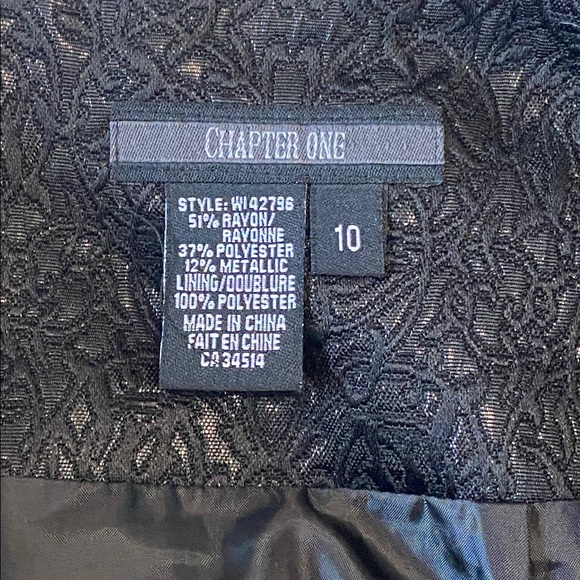 CHAPTER ONE
STYLE: WI42796
51% RAYON/
RAYONNE
37% POLYESTER
12% METALLIC
LINING/DOUBLURE
100% POLYESTER
MADE IN CHINA
FAIT EN CHINE
CA 34514
10